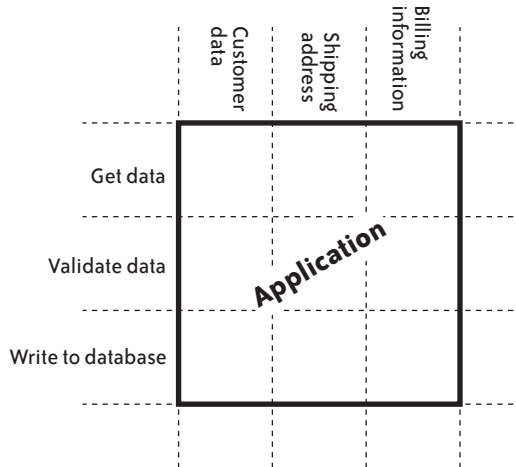 Customer
data
Shipping
address
Billing
information
Get data
Validate data
Write to database
Application